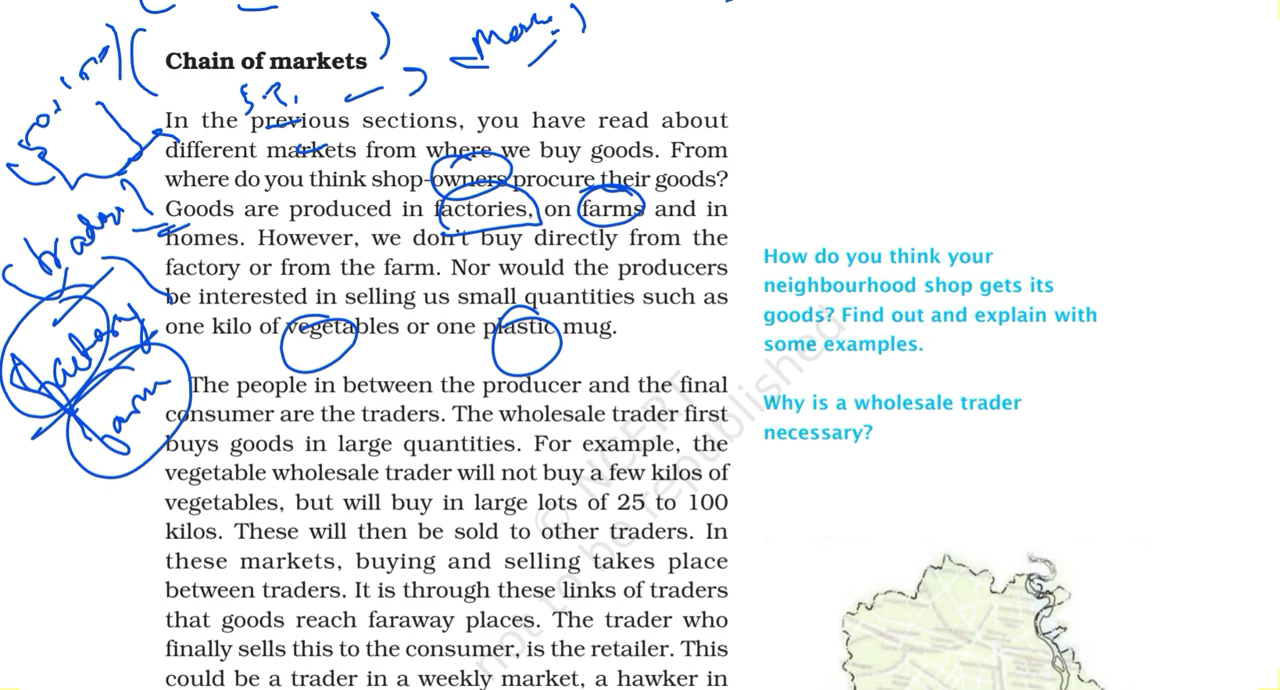 Chain of markets
In the previous sections, you have read about
different markets from where we buy goods. From
where do you think shop-owners procure their goods?
Goods are produced in factories, on farms and in
homes. However, we don't buy directly from the
factory or from the farm. Nor would the producers
be interested in selling us small quantities such as
one kilo of vegetables or one plastic mug.
The people in between the producer and the final
consumer are the traders. The wholesale trader first
buys goods in large quantities. For example, the
vegetable wholesale trader will not buy a few kilos of
vegetables, but will buy in large lots of 25 to 100
kilos. These will then be sold to other traders. In
these markets, buying and selling takes place
between traders. It is through these links of traders
that goods reach faraway places. The trader who
finally sells this to the consumer, is the retailer. This
could be a trader in a weekly market, a hawker in
How do you think your
neighbourhood shop gets its
goods? Find out and explain with
some examples.
Why is a wholesale trader
necessary?
factory
farm
© NCERT
not to be republished